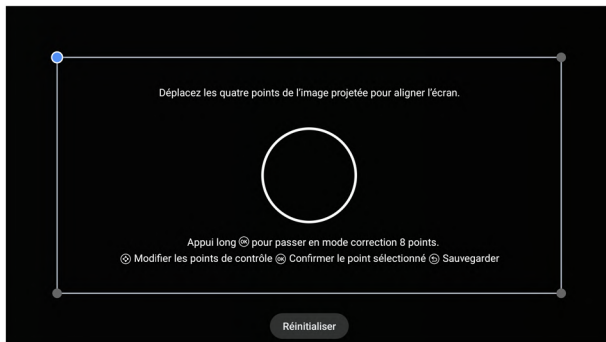 Déplacez les quatre points de l'image projetée pour aligner l'écran.
Appui long OK pour passer en mode correction 8 points.
Modifier les points de contrôle OK Confirmer le point sélectionné Sauvegarder
Réinitialiser